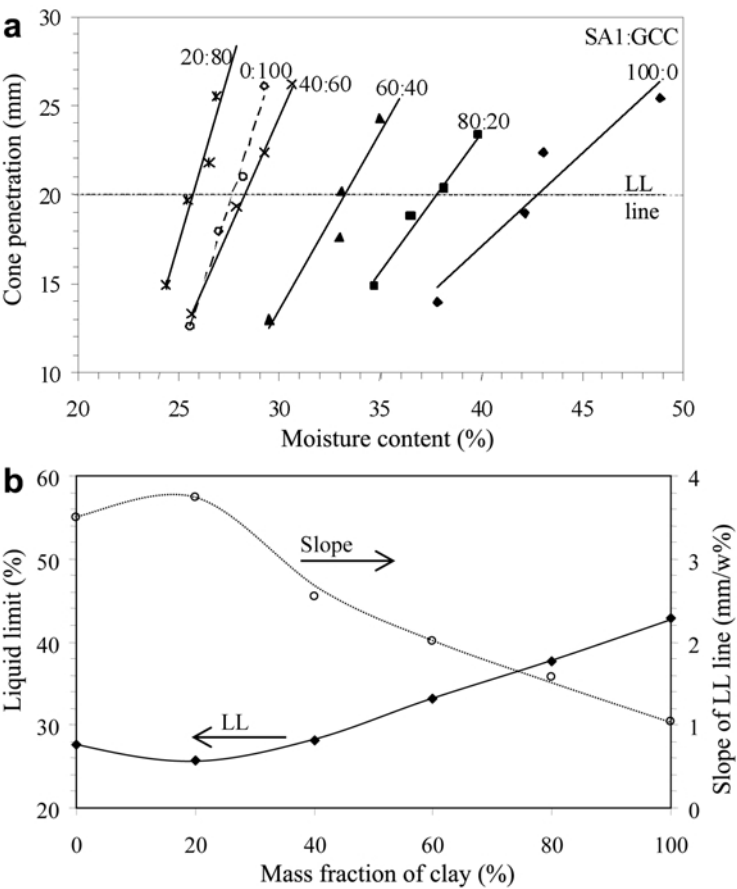 a
30
25
20
15
10
Cone penetration (mm)
SA1:GCC
20:80
0:100
40:60
60:40
80:20
100:0
LL
line
20 25 30 35 40 45 50
Moisture content (%)
b
60
50
40
30
20
Liquid limit (%)
Slope
LL
4
3
2
1
0
Slope of LL line (mm/w%)
0 20 40 60 80 100
Mass fraction of clay (%)